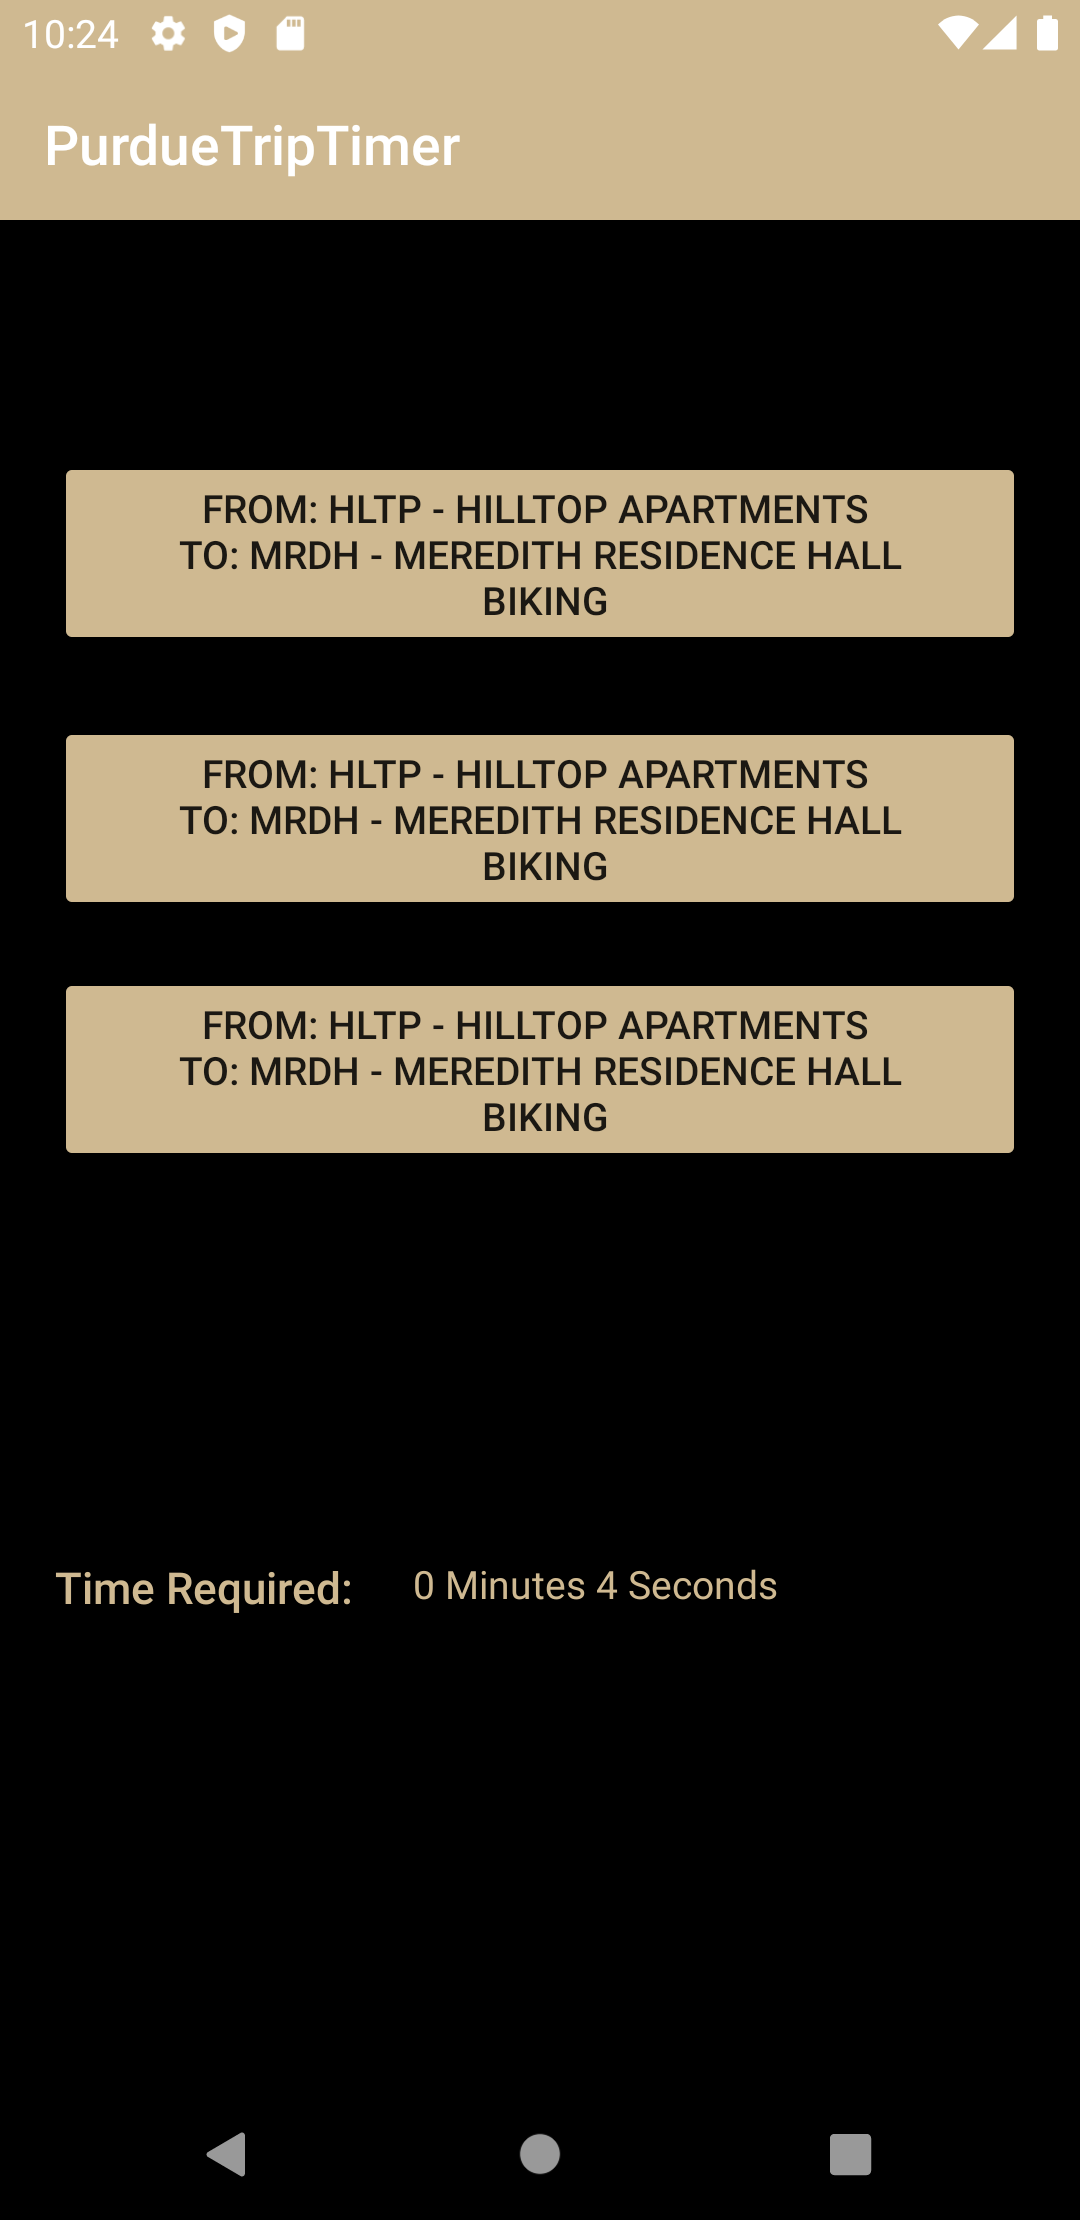 10:24
PurdueTripTimer
FROM: HLTP - HILLTOP APARTMENTS
TO: MRDH - MEREDITH RESIDENCE HALL
BIKING
FROM: HLTP - HILLTOP APARTMENTS
TO: MRDH - MEREDITH RESIDENCE HALL
BIKING
FROM: HLTP - HILLTOP APARTMENTS
TO: MRDH - MEREDITH RESIDENCE HALL
BIKING
Time Required: 0 Minutes 4 Seconds